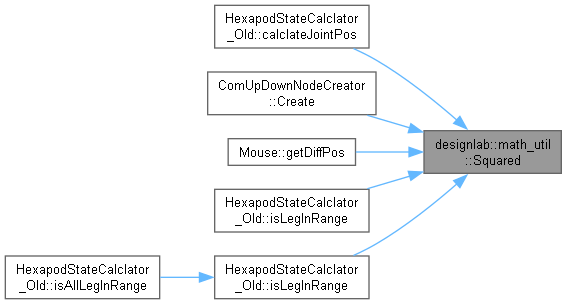 HexapodStateCalclator
_Old::calclateJointPos
ComUpDownNodeCreator
::Create
designlab::math_util
::Squared
Mouse::getDiffPos
HexapodStateCalclator
_Old::isLegInRange
HexapodStateCalclator
_Old::isAllLegInRange
HexapodStateCalclator
_Old::isLegInRange